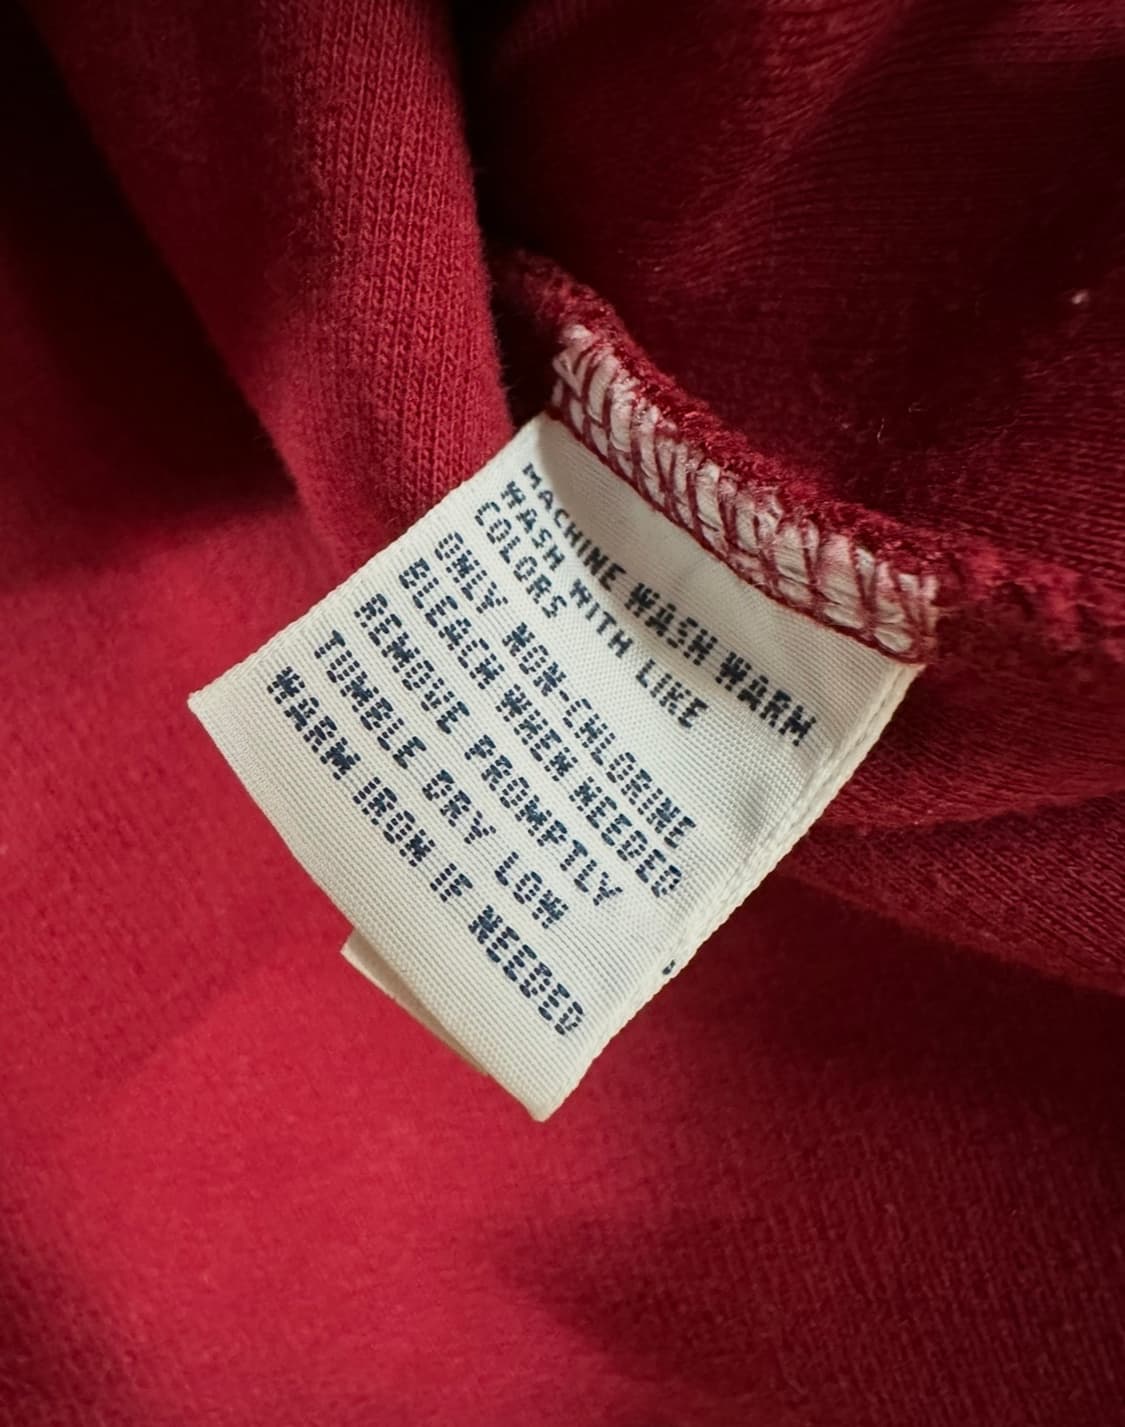 MACHINE WASH WARM
WASH WITH LIKE
COLORS
ONLY NON-CHLORINE
BLEACH WHEN NEEDED
REMOVE PROMPTLY
TUMBLE DRY LOW
WARM IRON IF NEEDED